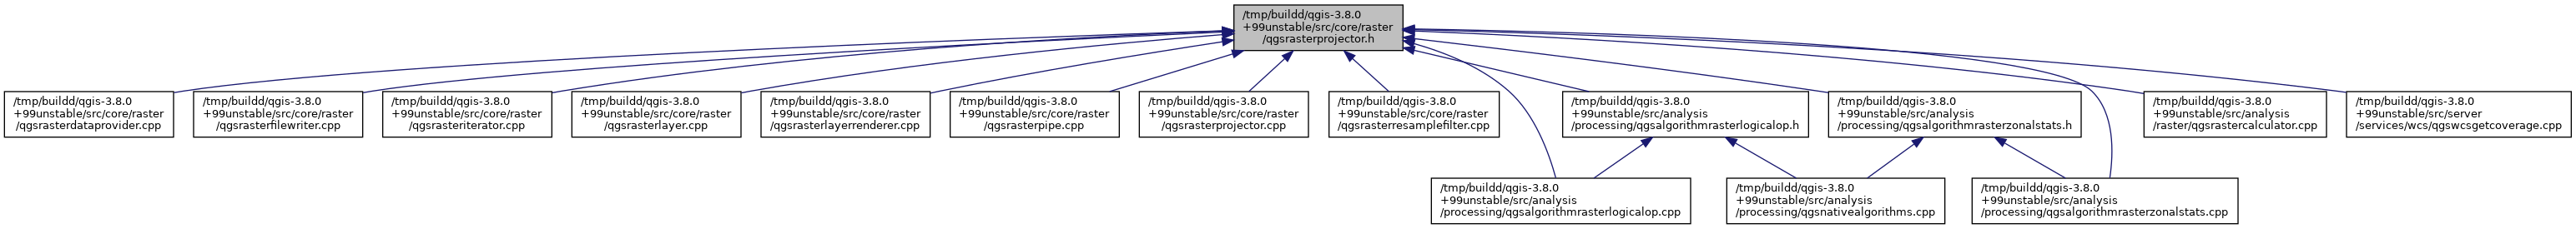 /tmp/buildd/qgis-3.8.0
+99unstable/src/core/raster
/qgsrasterprojector.h
/tmp/buildd/qgis-3.8.0
+99unstable/src/core/raster
/qgsrasterdataprovider.cpp
/tmp/buildd/qgis-3.8.0
+99unstable/src/core/raster
/qgsrasterfilewriter.cpp
/tmp/buildd/qgis-3.8.0
+99unstable/src/core/raster
/qgsrasteriterator.cpp
/tmp/buildd/qgis-3.8.0
+99unstable/src/core/raster
/qgsrasterlayer.cpp
/tmp/buildd/qgis-3.8.0
+99unstable/src/core/raster
/qgsrasterlayerrenderer.cpp
/tmp/buildd/qgis-3.8.0
+99unstable/src/core/raster
/qgsrasterpipe.cpp
/tmp/buildd/qgis-3.8.0
+99unstable/src/core/raster
/qgsrasterprojector.cpp
/tmp/buildd/qgis-3.8.0
+99unstable/src/core/raster
/qgsrasterresamplefilter.cpp
/tmp/buildd/qgis-3.8.0
+99unstable/src/analysis
/processing/qgsalgorithmrasterlogicalop.h
/tmp/buildd/qgis-3.8.0
+99unstable/src/analysis
/processing/qgsalgorithmrasterzonalstats.h
/tmp/buildd/qgis-3.8.0
+99unstable/src/analysis
/raster/qgsrastercalculator.cpp
/tmp/buildd/qgis-3.8.0
+99unstable/src/server
/services/wcs/qgswcsgetcoverage.cpp
/tmp/buildd/qgis-3.8.0
+99unstable/src/analysis
/processing/qgsalgorithmrasterlogicalop.cpp
/tmp/buildd/qgis-3.8.0
+99unstable/src/analysis
/processing/qgsnativealgorithms.cpp
/tmp/buildd/qgis-3.8.0
+99unstable/src/analysis
/processing/qgsalgorithmrasterzonalstats.cpp